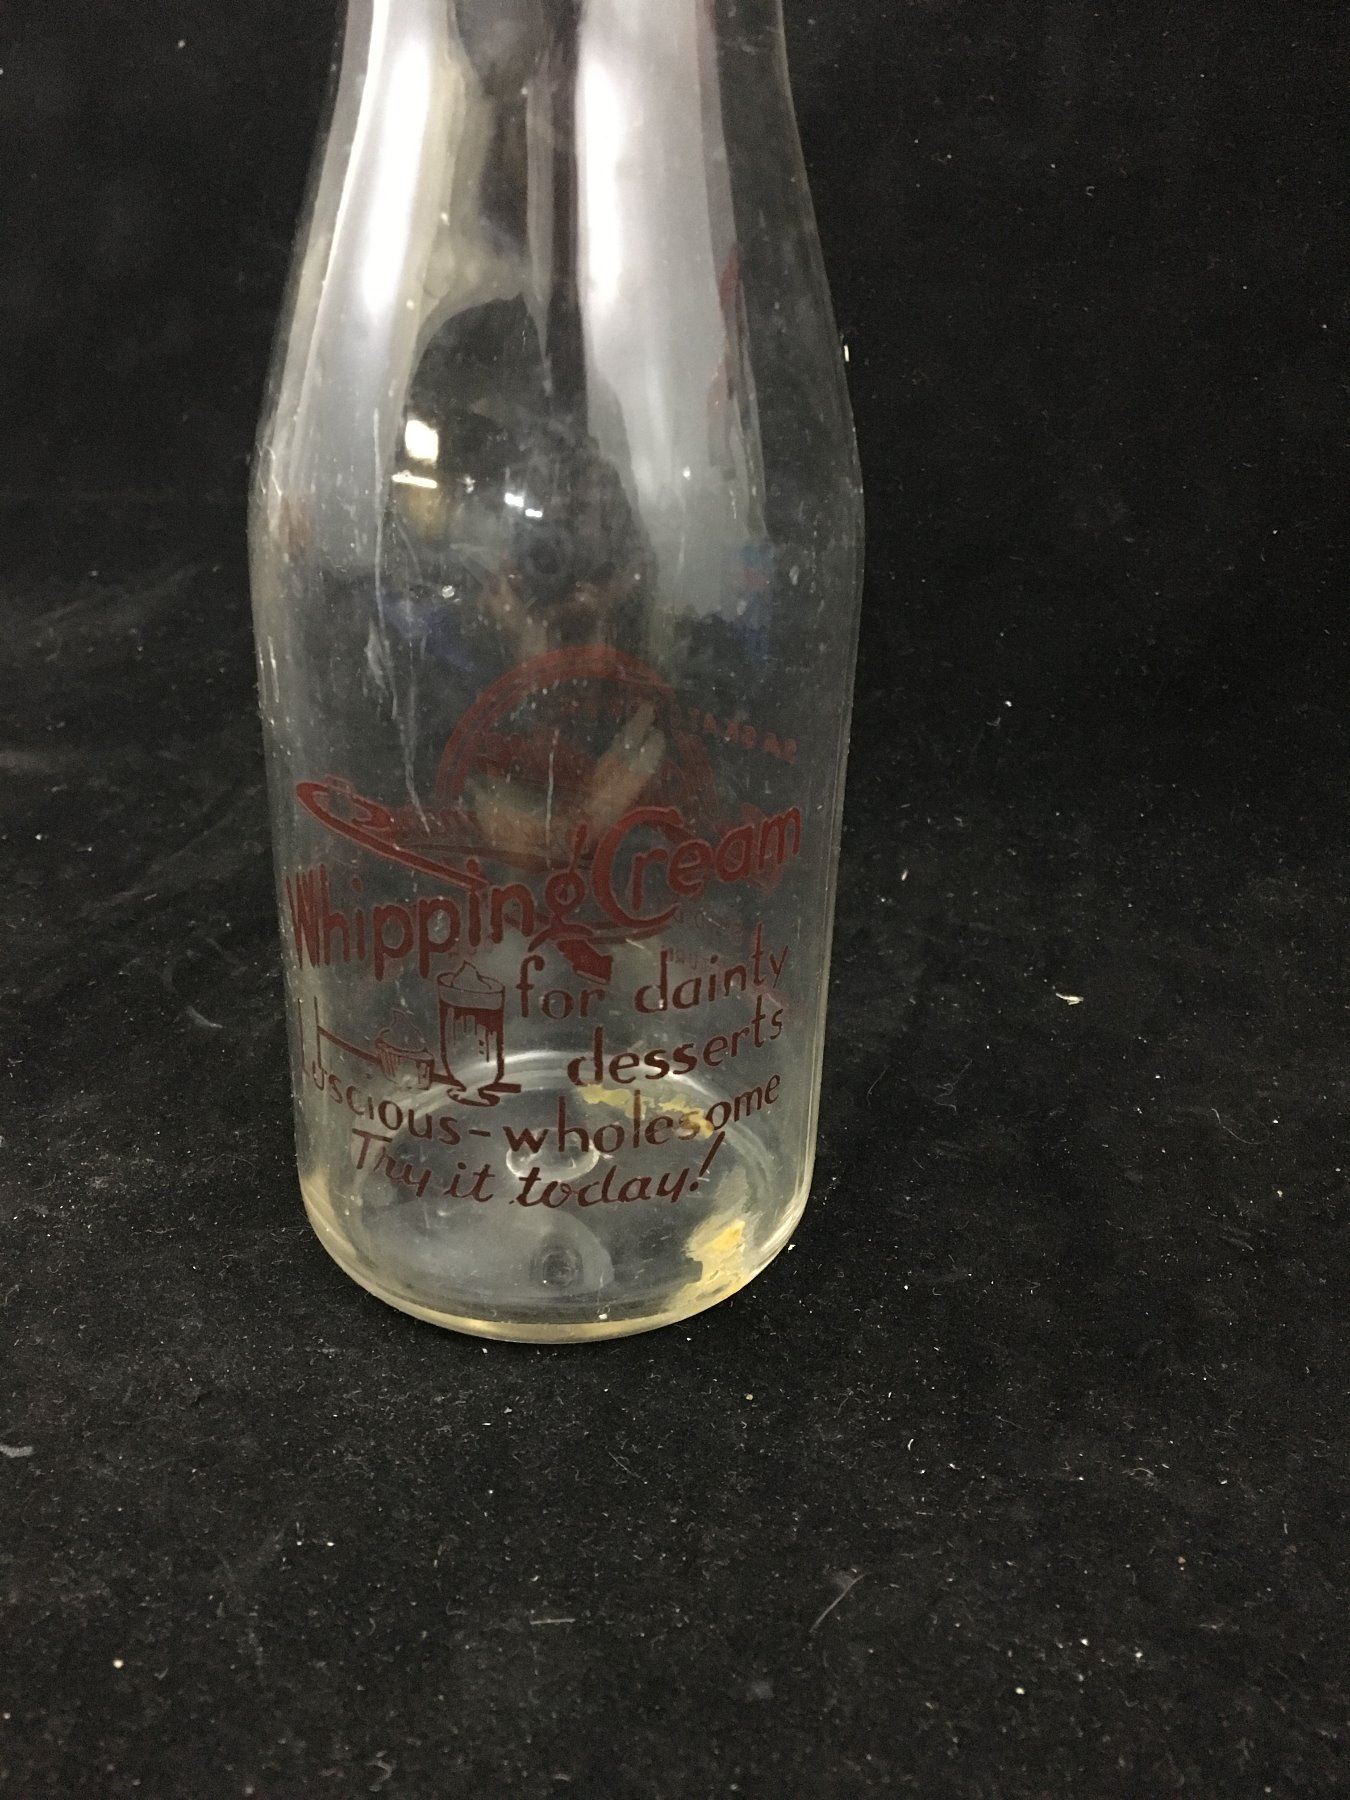 Whipping Cream
for dainty
desserts
Luscious-wholesome
Try it today!